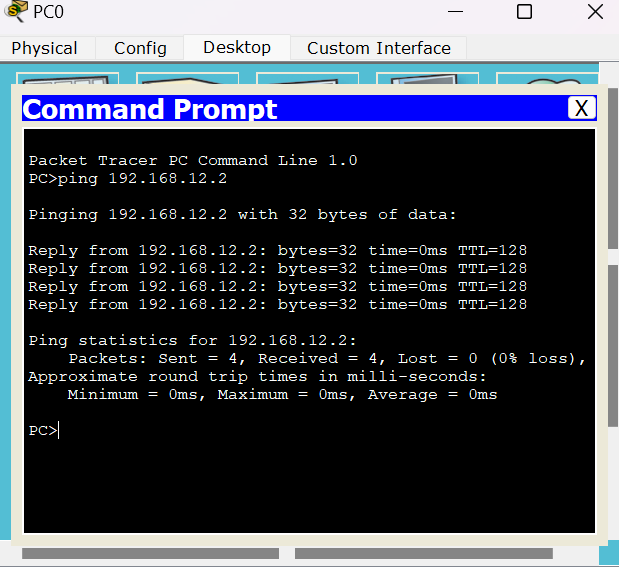 PC0
Physical Config Desktop Custom Interface
Command Prompt X
Packet Tracer PC Command Line 1.0
PC>ping 192.168.12.2
Pinging 192.168.12.2 with 32 bytes of data:
Reply from 192.168.12.2: bytes=32 time=0ms TTL=128
Reply from 192.168.12.2: bytes=32 time=0ms TTL=128
Reply from 192.168.12.2: bytes=32 time=0ms TTL=128
Reply from 192.168.12.2: bytes=32 time=0ms TTL=128
Ping statistics for 192.168.12.2:
Packets: Sent = 4, Received = 4, Lost = 0 (0% loss),
Approximate round trip times in milli-seconds:
Minimum = 0ms, Maximum = 0ms, Average = 0ms
PC>